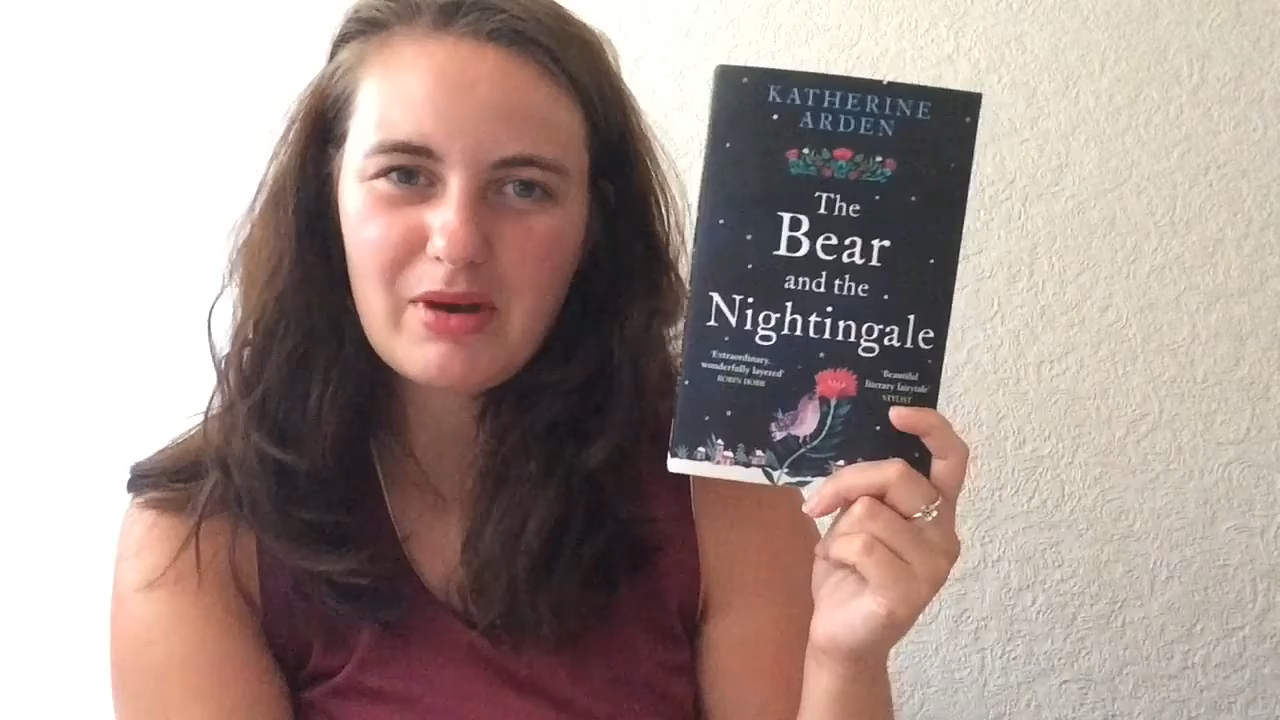 KATHERINE
ARDEN
The
Bear
and the
Nightingale
'Extraordinary,
wonderfully layered'
ROBIN HOBB
'Beautiful
literary fairytale'
STYLIST